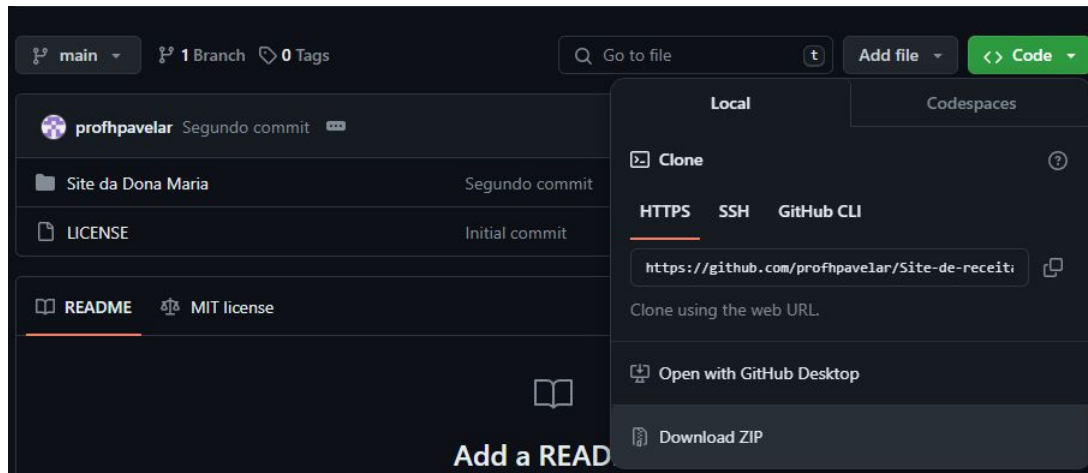 main 1 Branch 0 Tags Go to file t Add file Code
Local Codespaces
profhpavelar Segundo commit
Clone
Site da Dona Maria Segundo commit
HTTPS SSH GitHub CLI
LICENSE Initial commit
https://github.com/profhpavelar/Site-de-receit
README MIT license
Clone using the web URL.
Open with GitHub Desktop
Download ZIP
Add a READ